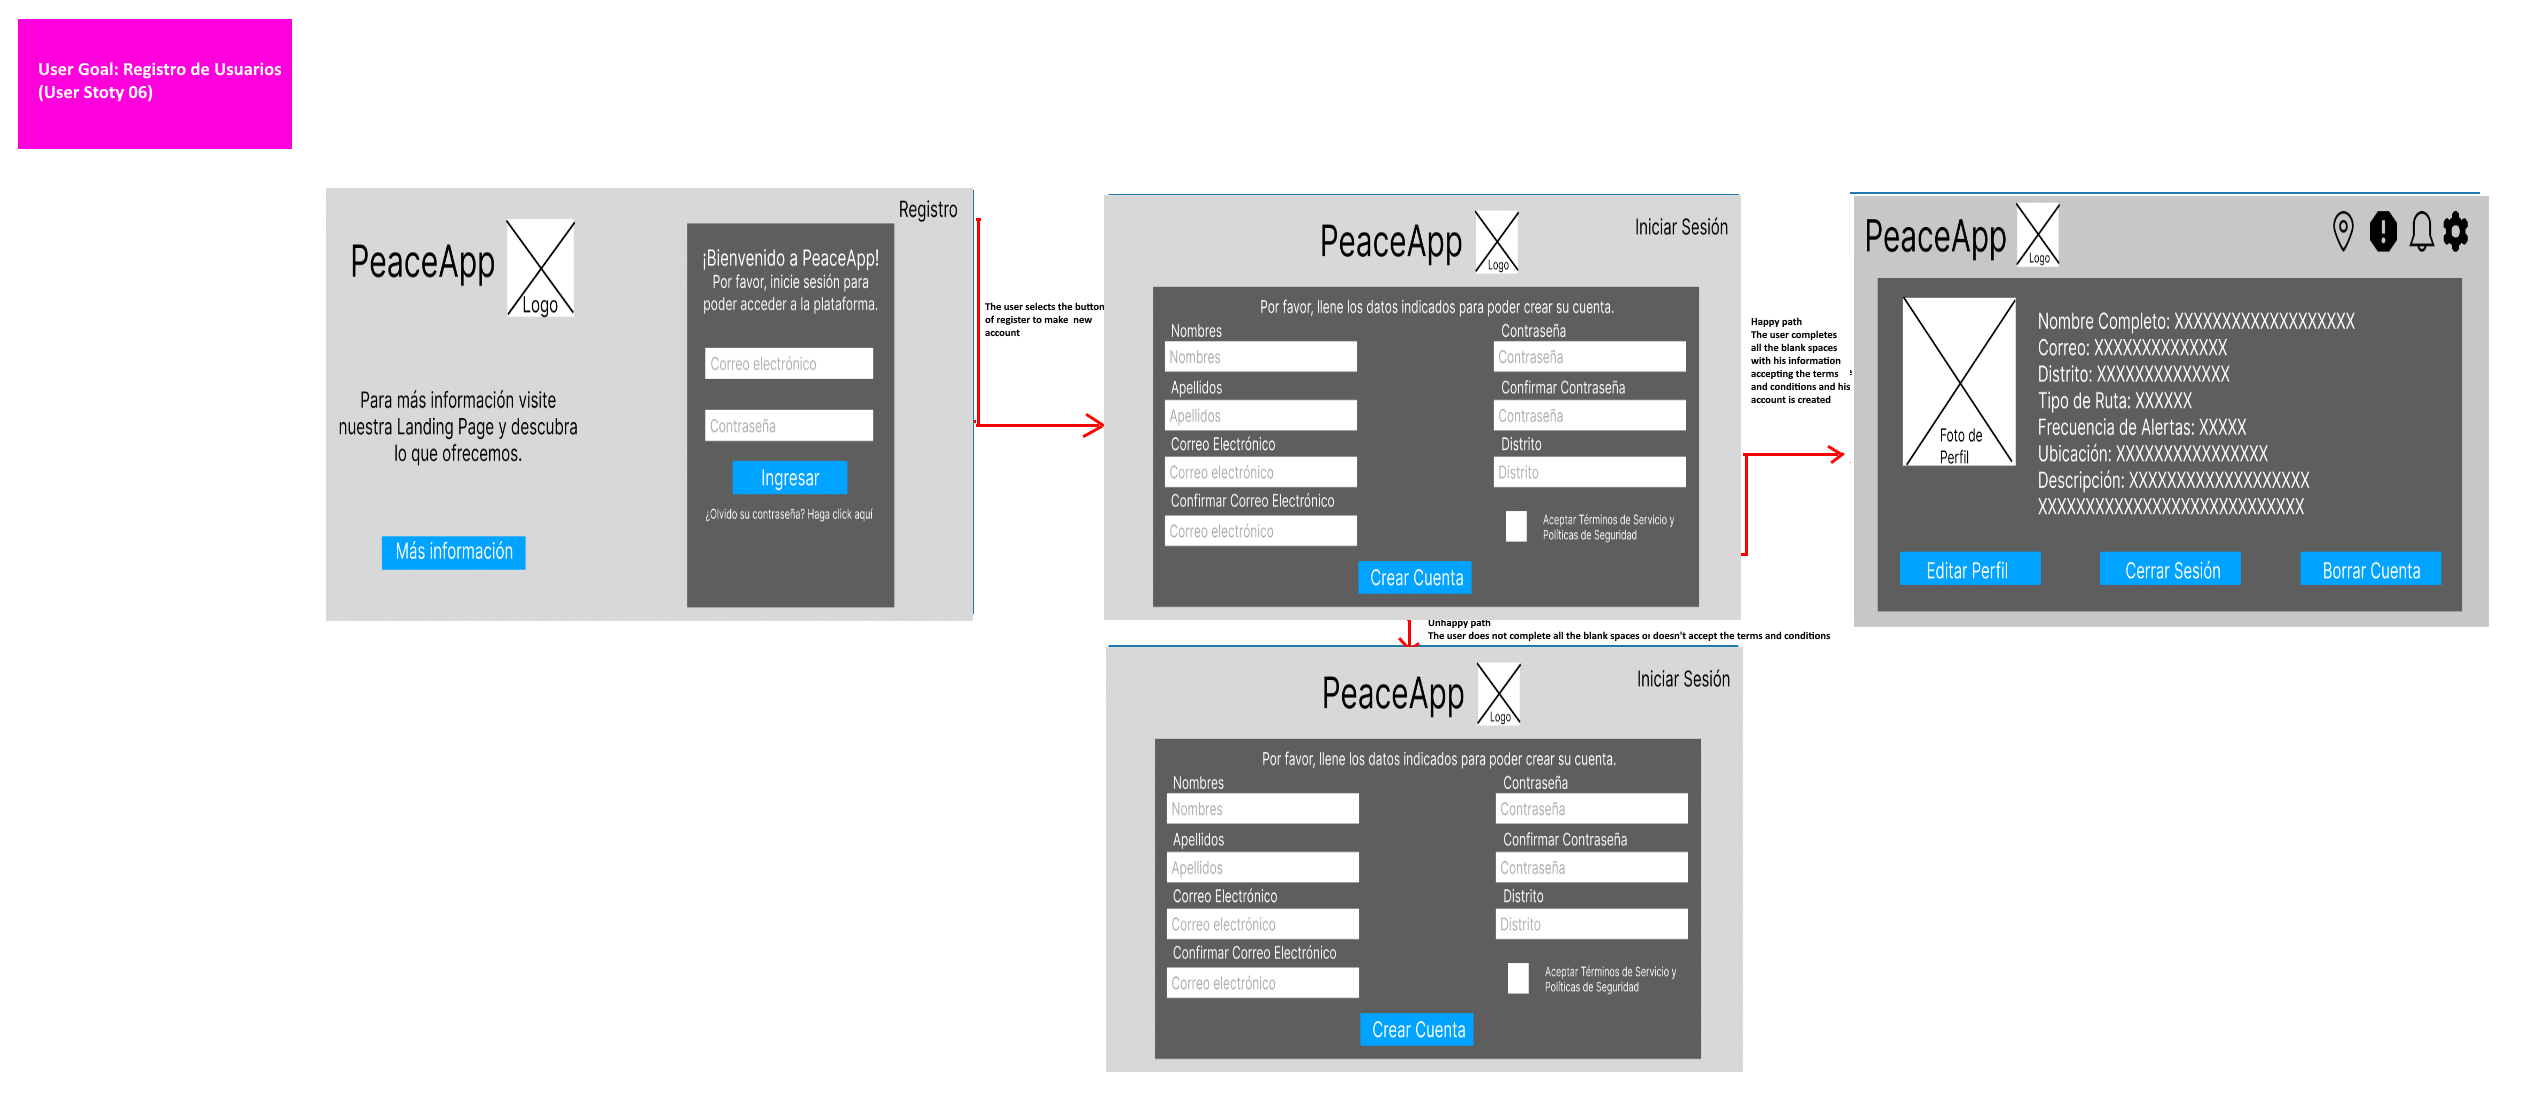 User Goal: Registro de Usuarios
(User Stoty 06)
Registro
PeaceApp
Logo
¡Bienvenido a PeaceApp!
Por favor, inicie sesión para
poder acceder a la plataforma.
Correo electrónico
Contraseña
Ingresar
¿Olvido su contraseña? Haga click aquí
Para más información visite
nuestra Landing Page y descubra
lo que ofrecemos.
Más información
The user selects the button
of register to make new
account
PeaceApp
Logo
Iniciar Sesión
Por favor, llene los datos indicados para poder crear su cuenta.
Nombres
Nombres
Apellidos
Apellidos
Correo Electrónico
Correo electrónico
Confirmar Correo Electrónico
Correo electrónico
Contraseña
Contraseña
Confirmar Contraseña
Contraseña
Distrito
Distrito
Aceptar Términos de Servicio y
Políticas de Seguridad
Crear Cuenta
Happy path
The user completes
all the blank spaces
with his information
accepting the terms
and conditions and his
account is created
PeaceApp
Logo
Foto de
Perfil
Nombre Completo: XXXXXXXXXXXXXXXXXXX
Correo: XXXXXXXXXXXXXX
Distrito: XXXXXXXXXXXXXX
Tipo de Ruta: XXXXXX
Frecuencia de Alertas: XXXXX
Ubicación: XXXXXXXXXXXXXXXX
Descripción: XXXXXXXXXXXXXXXXXXX
XXXXXXXXXXXXXXXXXXXXXXXXXXXX
Editar Perfil
Cerrar Sesión
Borrar Cuenta
Unhappy path
The user does not complete all the blank spaces or doesn't accept the terms and conditions
PeaceApp
Logo
Iniciar Sesión
Por favor, llene los datos indicados para poder crear su cuenta.
Nombres
Nombres
Apellidos
Apellidos
Correo Electrónico
Correo electrónico
Confirmar Correo Electrónico
Correo electrónico
Contraseña
Contraseña
Confirmar Contraseña
Contraseña
Distrito
Distrito
Aceptar Términos de Servicio y
Políticas de Seguridad
Crear Cuenta